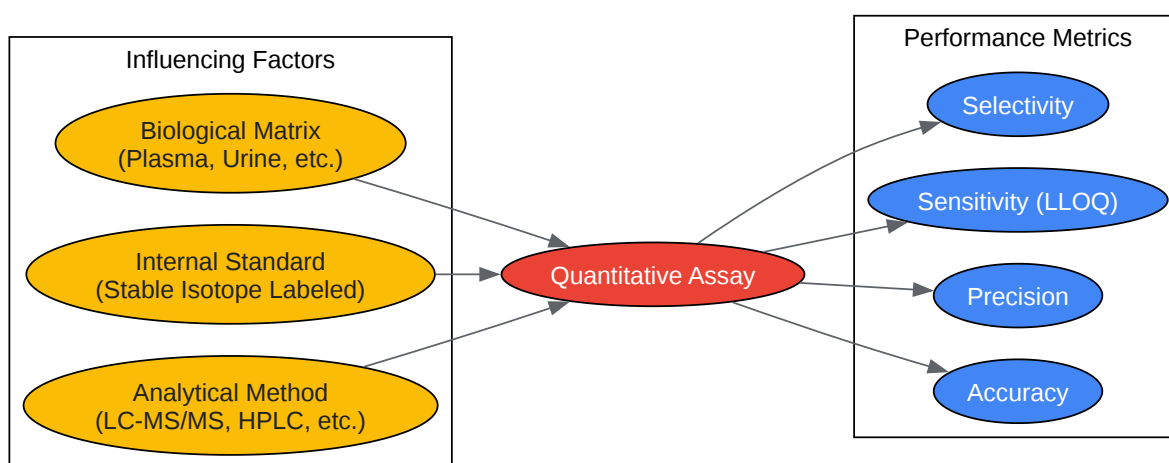 Influencing Factors
Biological Matrix
(Plasma, Urine, etc.)
Internal Standard
(Stable Isotope Labeled)
Analytical Method
(LC-MS/MS, HPLC, etc.)
Quantitative Assay
Performance Metrics
Selectivity
Sensitivity (LLOQ)
Precision
Accuracy